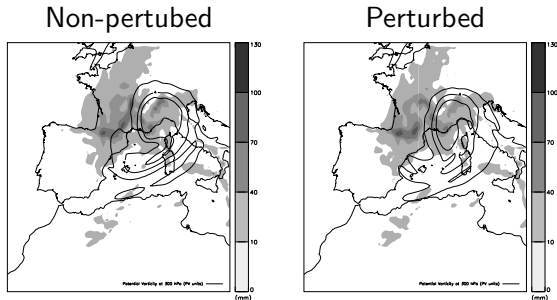 Non-pertubed
Perturbed
130
100
70
40
10
0
(mm)
Potential Vorticity at 300 hPa (PV units)
130
100
70
40
10
0
(mm)
Potential Vorticity at 300 hPa (PV units)